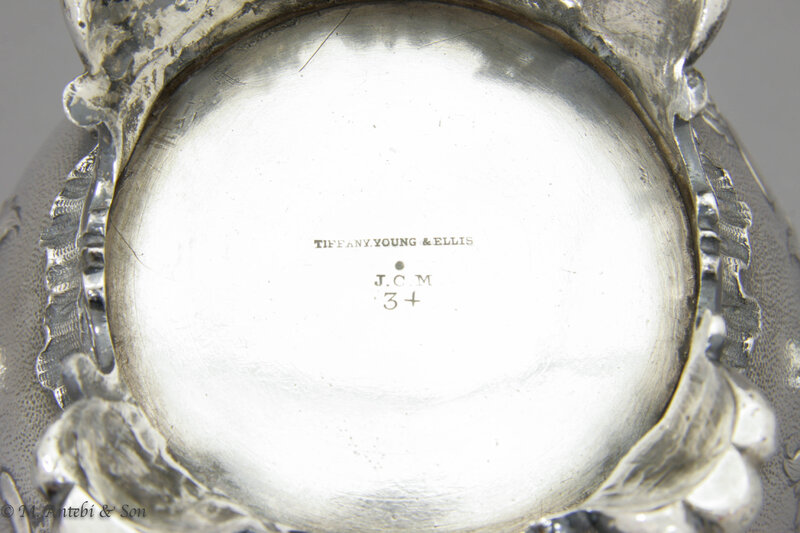 TIFFANY.YOUNG & ELLIS
J.C.M
34
© M. Antebi & Son